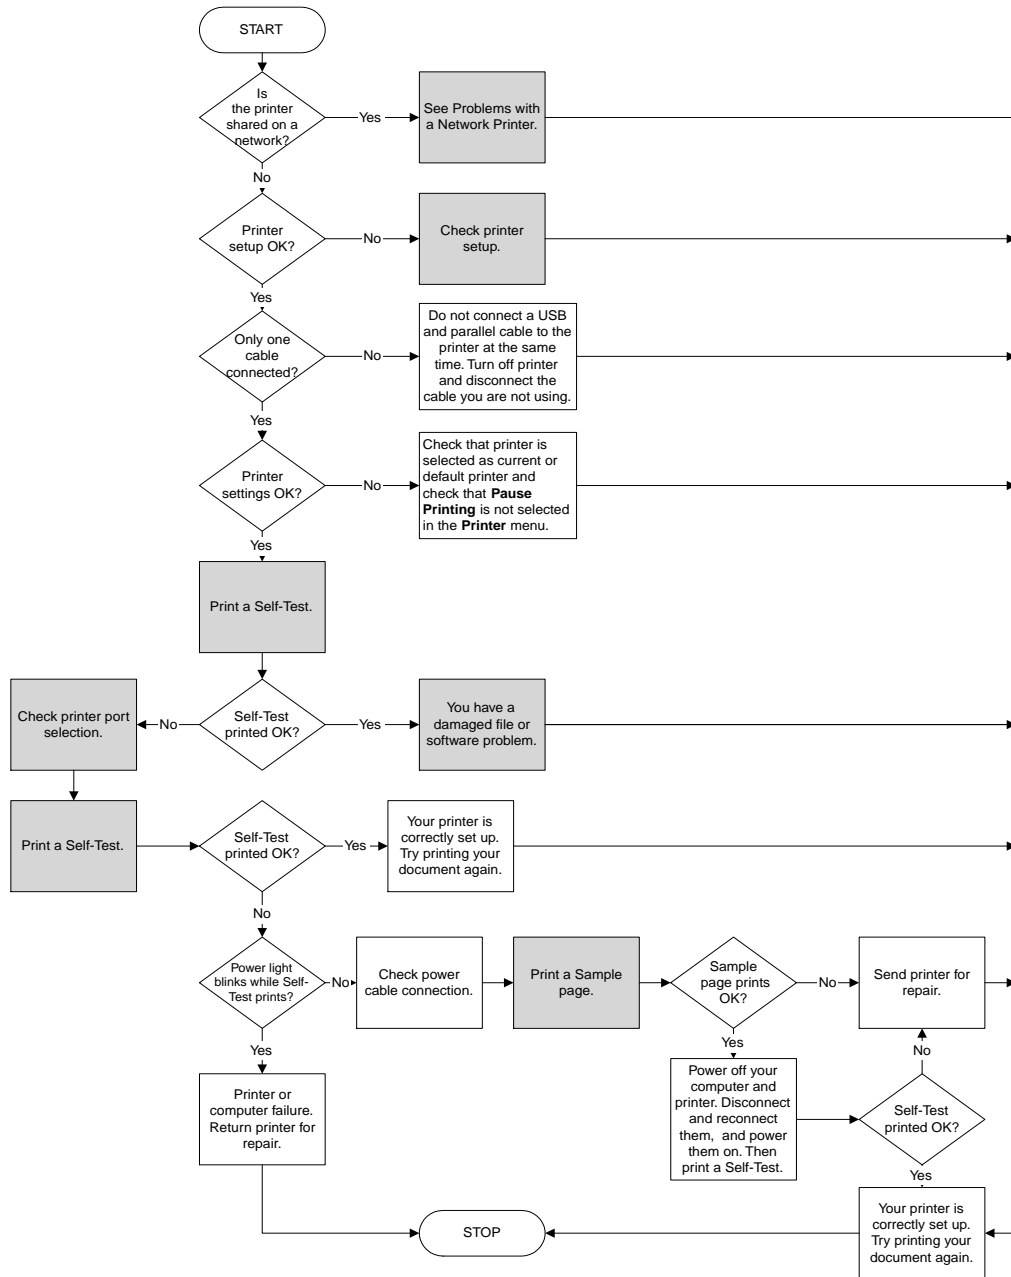 START
Is
the printer
shared on a
network?
Yes
See Problems with
a Network Printer.
No
Printer
setup OK?
No
Check printer
setup.
Yes
Only one
cable
connected?
No
Do not connect a USB
and parallel cable to the
printer at the same
time. Turn off printer
and disconnect the
cable you are not using.
Yes
Printer
settings OK?
No
Check that printer is
selected as current or
default printer and
check that Pause
Printing is not selected
in the Printer menu.
Yes
Print a Self-Test.
Check printer port
selection.
No
Self-Test
printed OK?
Yes
You have a
damaged file or
software problem.
Print a Self-Test.
Self-Test
printed OK?
Yes
Your printer is
correctly set up.
Try printing your
document again.
No
Power light
blinks while Self-
Test prints?
No
Check power
cable connection.
Print a Sample
page.
Sample
page prints
OK?
No
Send printer for
repair.
Yes
Yes
No
Printer or
computer failure.
Return printer for
repair.
Power off your
computer and
printer. Disconnect
and reconnect
them, and power
them on. Then
print a Self-Test.
Self-Test
printed OK?
Yes
STOP
Your printer is
correctly set up.
Try printing your
document again.